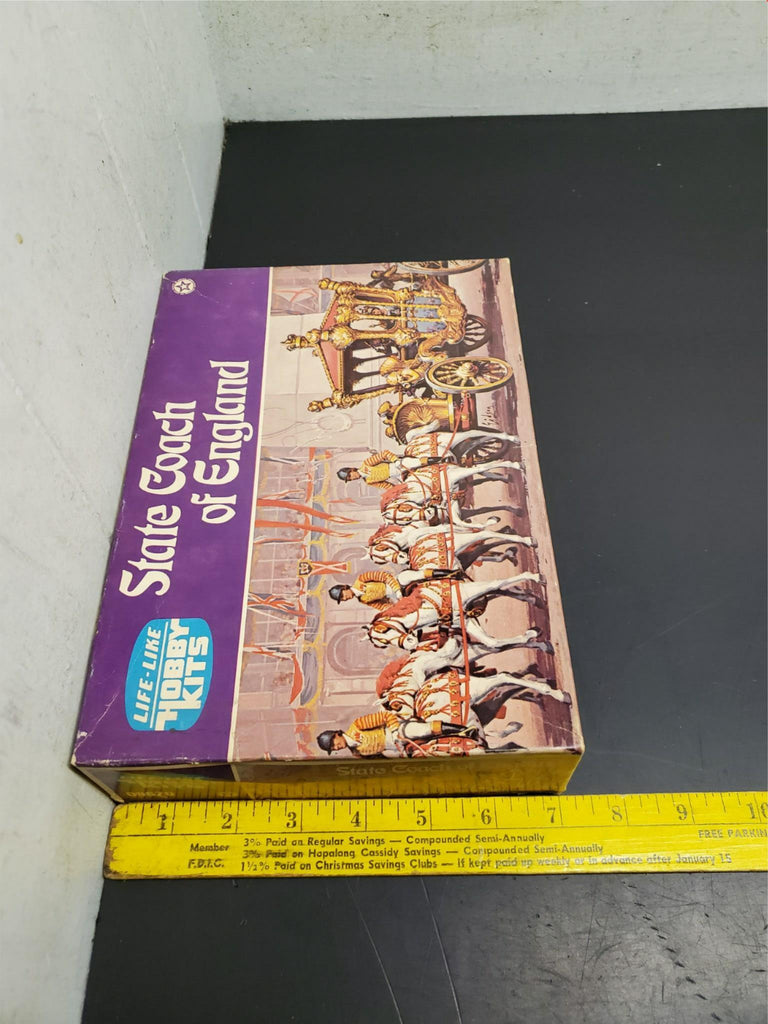 State Coach
of England
LIFE-LIKE
HOBBY
KITS
State Coach
1 2 3 4 5 6 7 8 9 10
Member
F.D.I.C.
3% Paid on Regular Savings — Compounded Semi-Annually
3% Paid on Hopalong Cassidy Savings — Compounded Semi-Annually
1½% Paid on Christmas Savings Clubs — If kept paid up weekly or in advance after January 15
FREE PARKIN